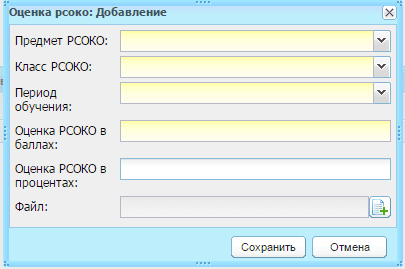 Оценка рсоко: Добавление
Предмет РСОКО:
Класс РСОКО:
Период
обучения:
Оценка РСОКО в
баллах:
Оценка РСОКО в
процентах:
Файл:
Сохранить Отмена